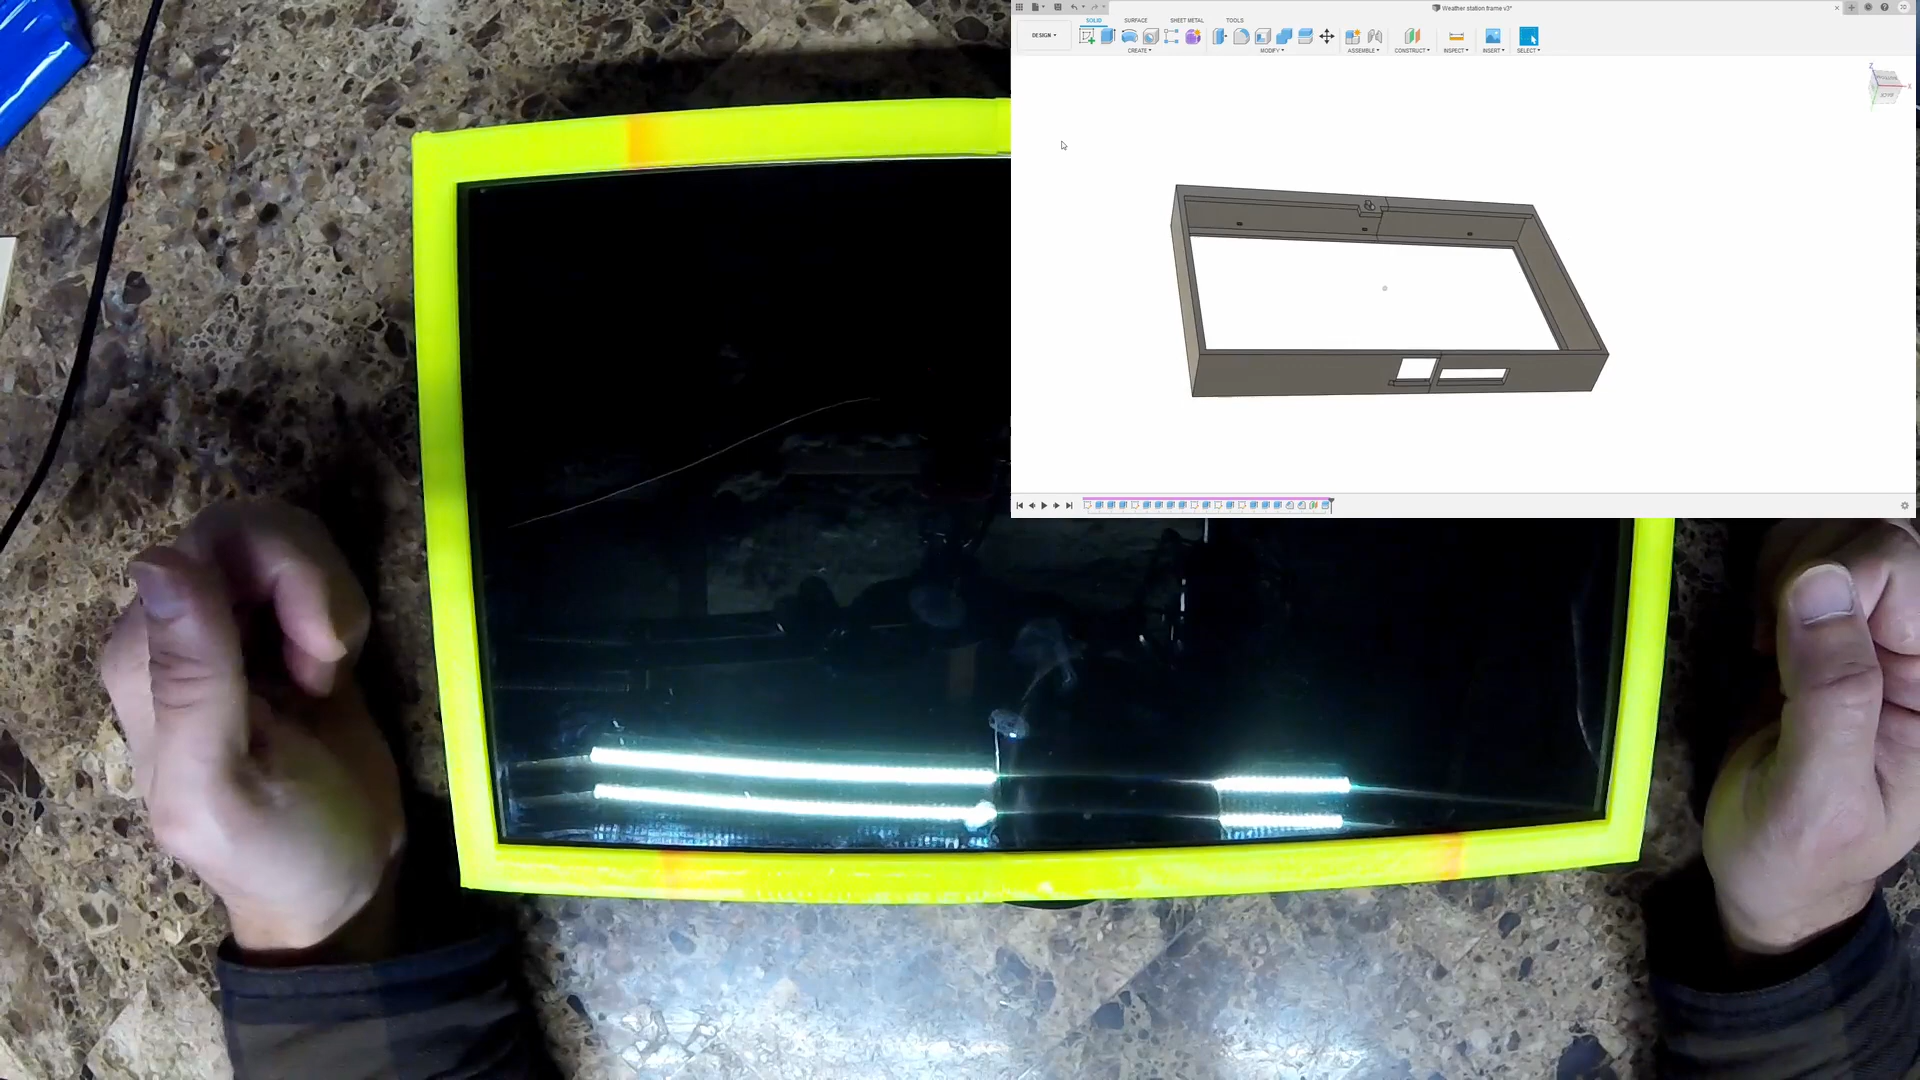 Weather station frame v3*
SOLID
SURFACE
SHEET METAL
TOOLS
DESIGN
CREATE
MODIFY
ASSEMBLE
CONSTRUCT
INSPECT
INSERT
SELECT
Z
X